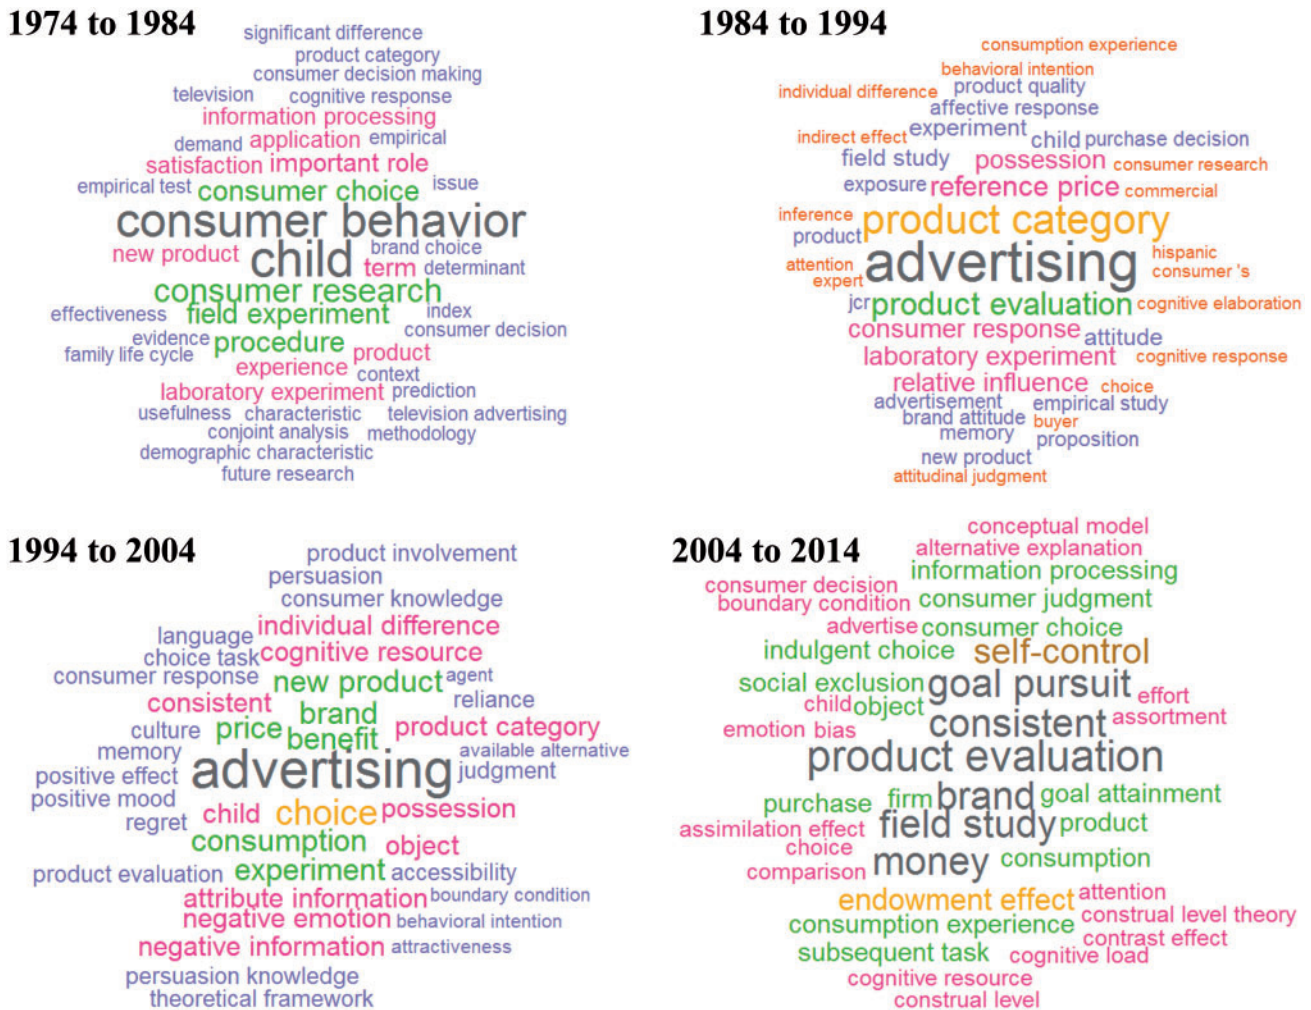 1974 to 1984
significant difference
product category
consumer decision making
television cognitive response
information processing
demand application empirical
satisfaction important role
empirical test consumer choice issue
consumer behavior
new product child brand choice
term determinant
consumer research
effectiveness field experiment index
consumer decision
evidence procedure
family life cycle product
experience context
laboratory experiment prediction
usefulness characteristic television advertising
conjoint analysis methodology
demographic characteristic
future research
1984 to 1994
consumption experience
behavioral intention
individual difference product quality
affective response
indirect effect experiment child purchase decision
field study possession consumer research
exposure reference price commercial
inference product category
product
advertising hispanic
attention consumer 's
expert
jcr product evaluation cognitive elaboration
consumer response attitude
laboratory experiment cognitive response
relative influence choice
advertisement empirical study
brand attitude buyer
memory proposition
new product
attitudinal judgment
1994 to 2004
product involvement
persuasion
consumer knowledge
language individual difference
choice task cognitive resource
consumer response new product agent
consistent brand reliance
culture price benefit product category
memory available alternative
positive effect advertising judgment
positive mood
regret child choice possession
consumption object
product evaluation experiment accessibility
attribute information boundary condition
negative emotion behavioral intention
negative information attractiveness
persuasion knowledge
theoretical framework
2004 to 2014
conceptual model
alternative explanation
information processing
consumer decision
boundary condition consumer judgment
advertise consumer choice
indulgent choice self-control
social exclusion goal pursuit effort
child object
emotion bias consistent assortment
product evaluation
purchase firm brand goal attainment
assimilation effect field study product
choice
comparison money consumption
endowment effect attention
consumption experience construal level theory
contrast effect
subsequent task cognitive load
cognitive resource
construal level